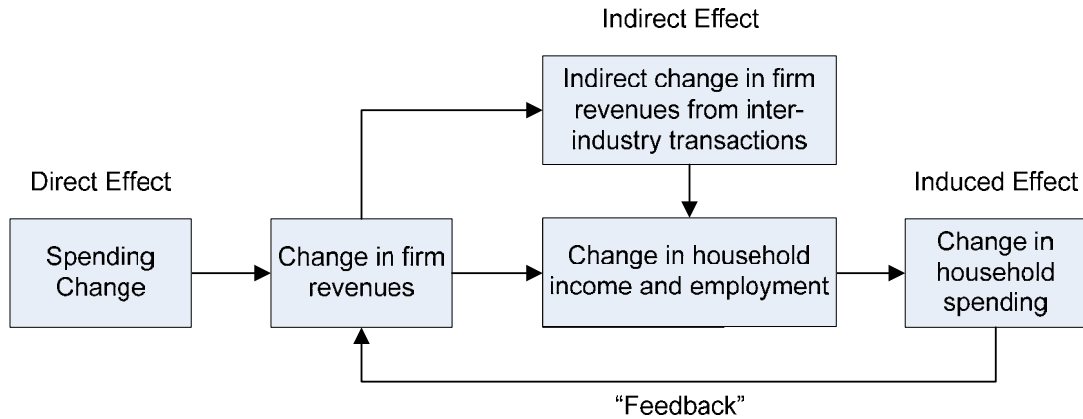 Indirect Effect
Indirect change in firm
revenues from inter-
industry transactions
Direct Effect
Induced Effect
Spending
Change
Change in firm
revenues
Change in household
income and employment
Change in
household
spending
“Feedback”